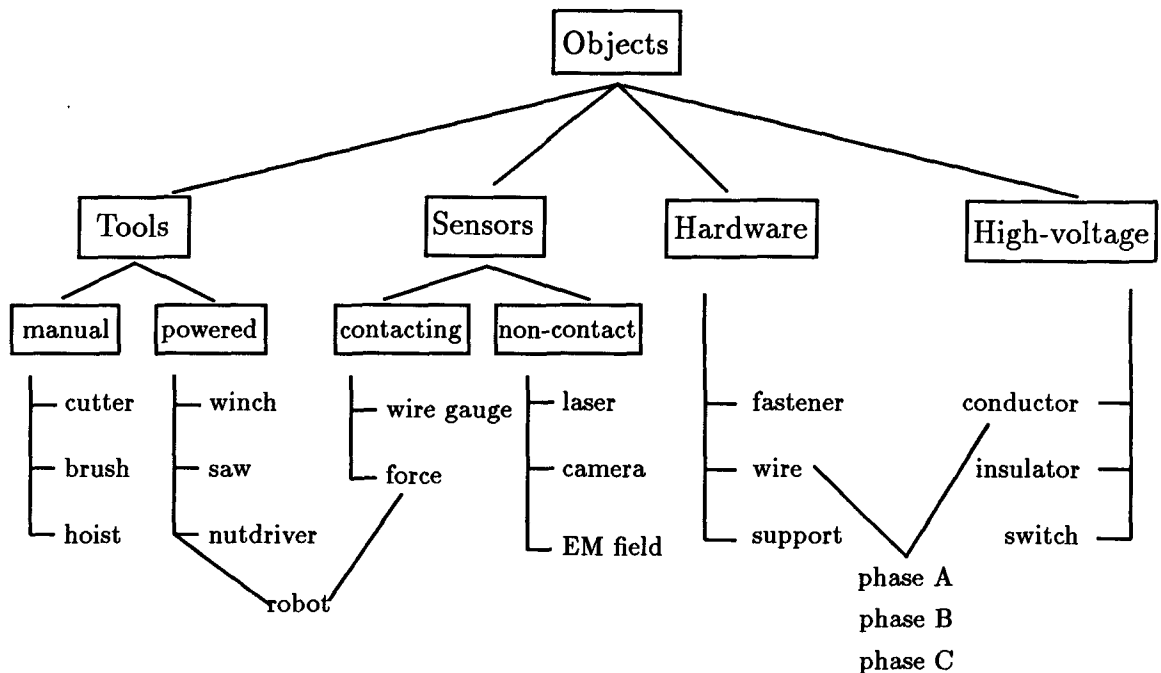 Objects
Tools Sensors Hardware High-voltage
manual powered contacting non-contact
cutter winch wire gauge laser fastener conductor
brush saw force camera wire insulator
hoist nutdriver EM field support switch
robot phase A
phase B
phase C